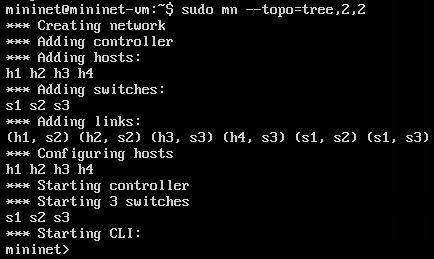 mininet@mininet-vm:~$ sudo mn --topo=tree,2,2
*** Creating network
*** Adding controller
*** Adding hosts:
h1 h2 h3 h4
*** Adding switches:
s1 s2 s3
*** Adding links:
(h1, s2) (h2, s2) (h3, s3) (h4, s3) (s1, s2) (s1, s3)
*** Configuring hosts
h1 h2 h3 h4
*** Starting controller
*** Starting 3 switches
s1 s2 s3
*** Starting CLI:
mininet>